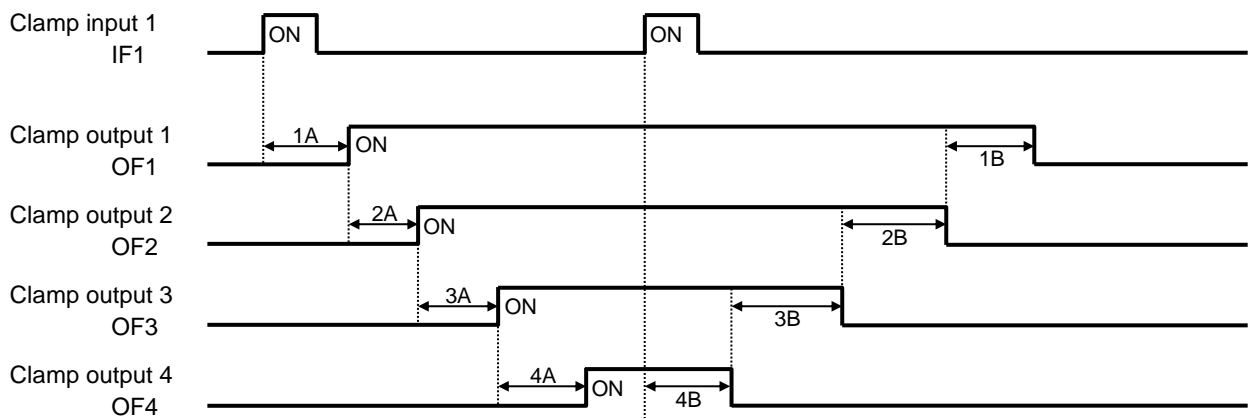 Clamp input 1
IF1
ON
ON
Clamp output 1
OF1
1A
ON
1B
Clamp output 2
OF2
2A
ON
2B
Clamp output 3
OF3
3A
ON
3B
Clamp output 4
OF4
4A
ON
4B